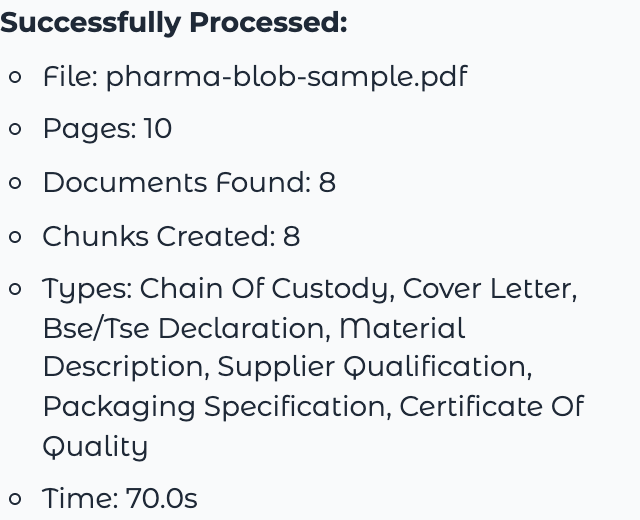 Successfully Processed:
File: pharma-blob-sample.pdf
Pages: 10
Documents Found: 8
Chunks Created: 8
Types: Chain Of Custody, Cover Letter,
Bse/Tse Declaration, Material
Description, Supplier Qualification,
Packaging Specification, Certificate Of
Quality
Time: 70.0s